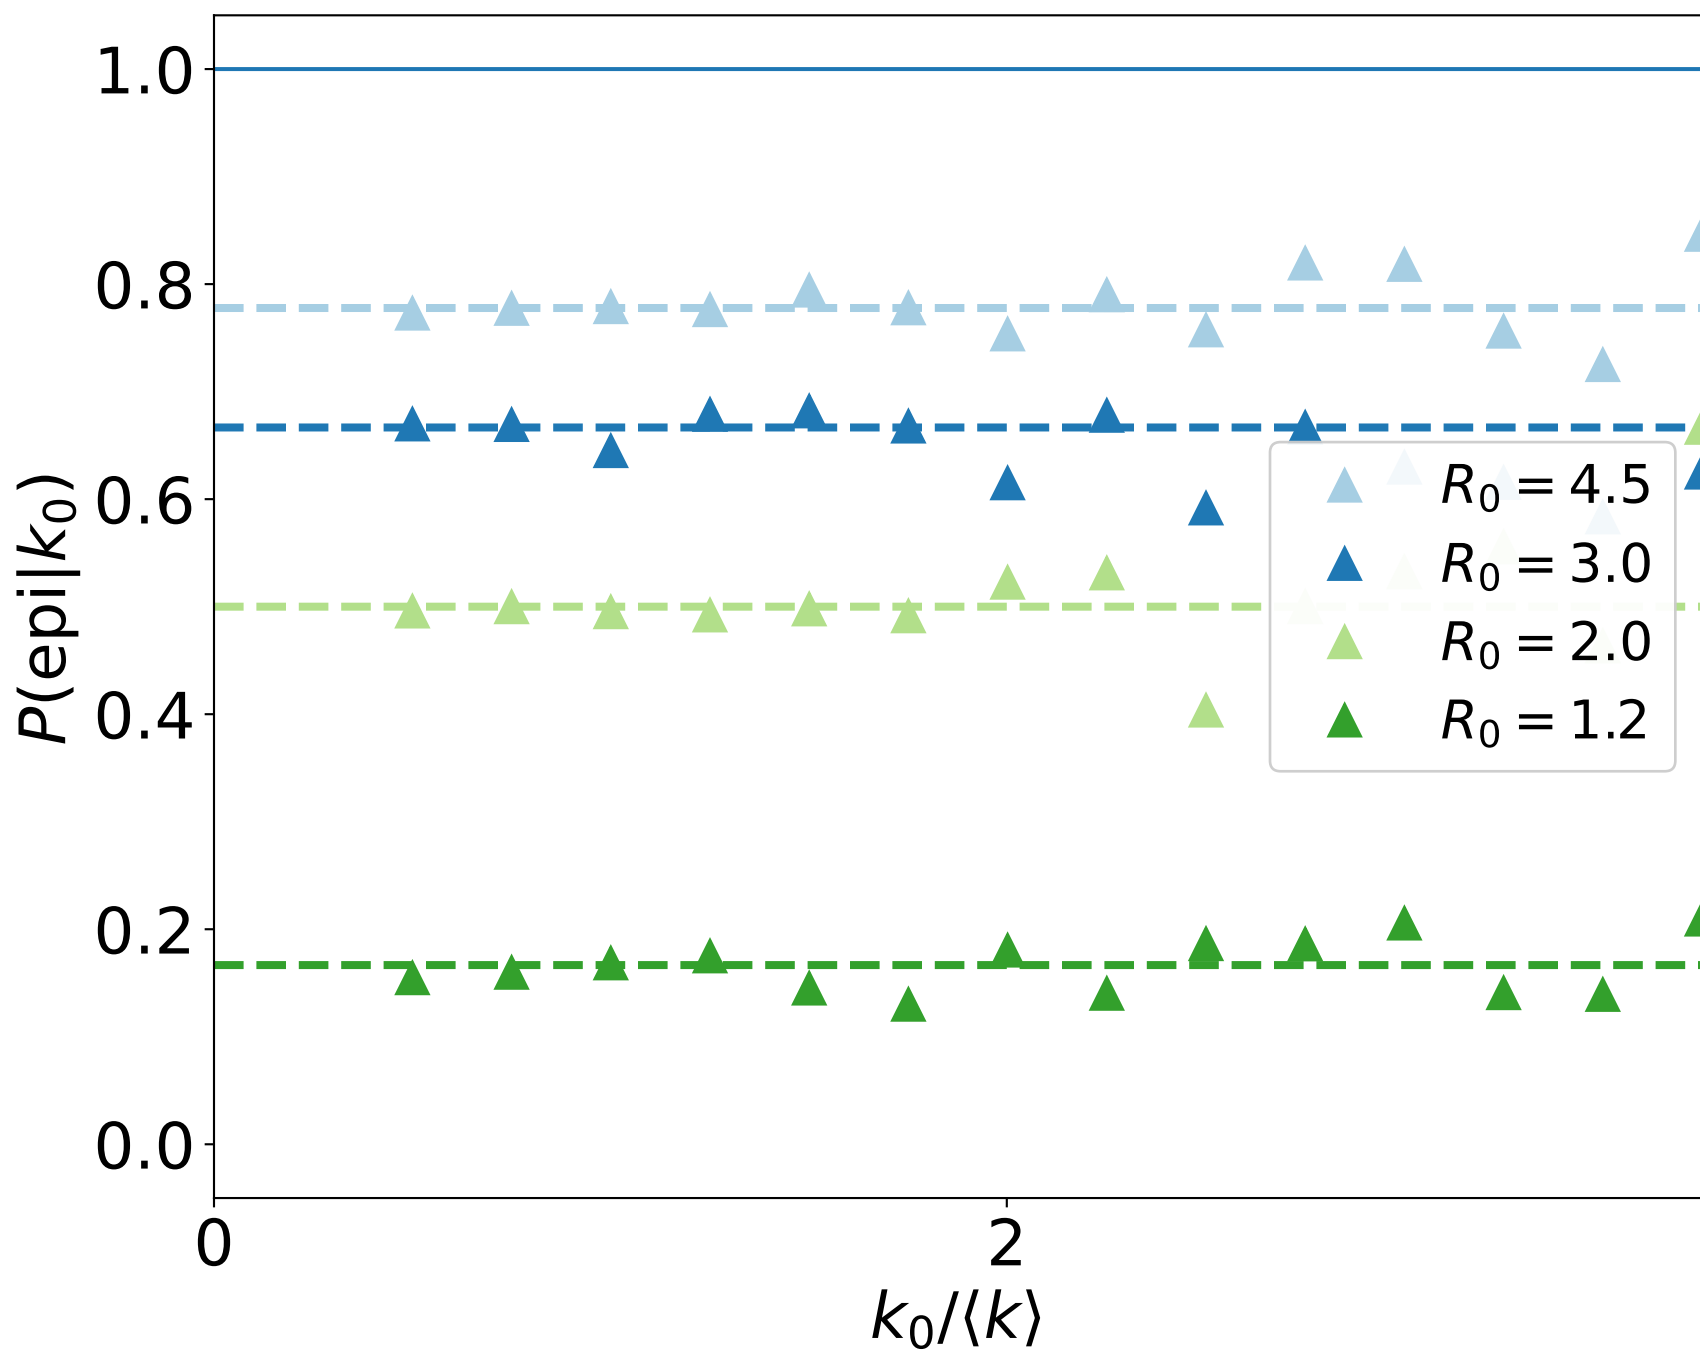 1.0
0.8
0.6
0.4
0.2
0.0
P(epi|k₀)
R₀ = 4.5
R₀ = 3.0
R₀ = 2.0
R₀ = 1.2
0
2
k₀/⟨k⟩